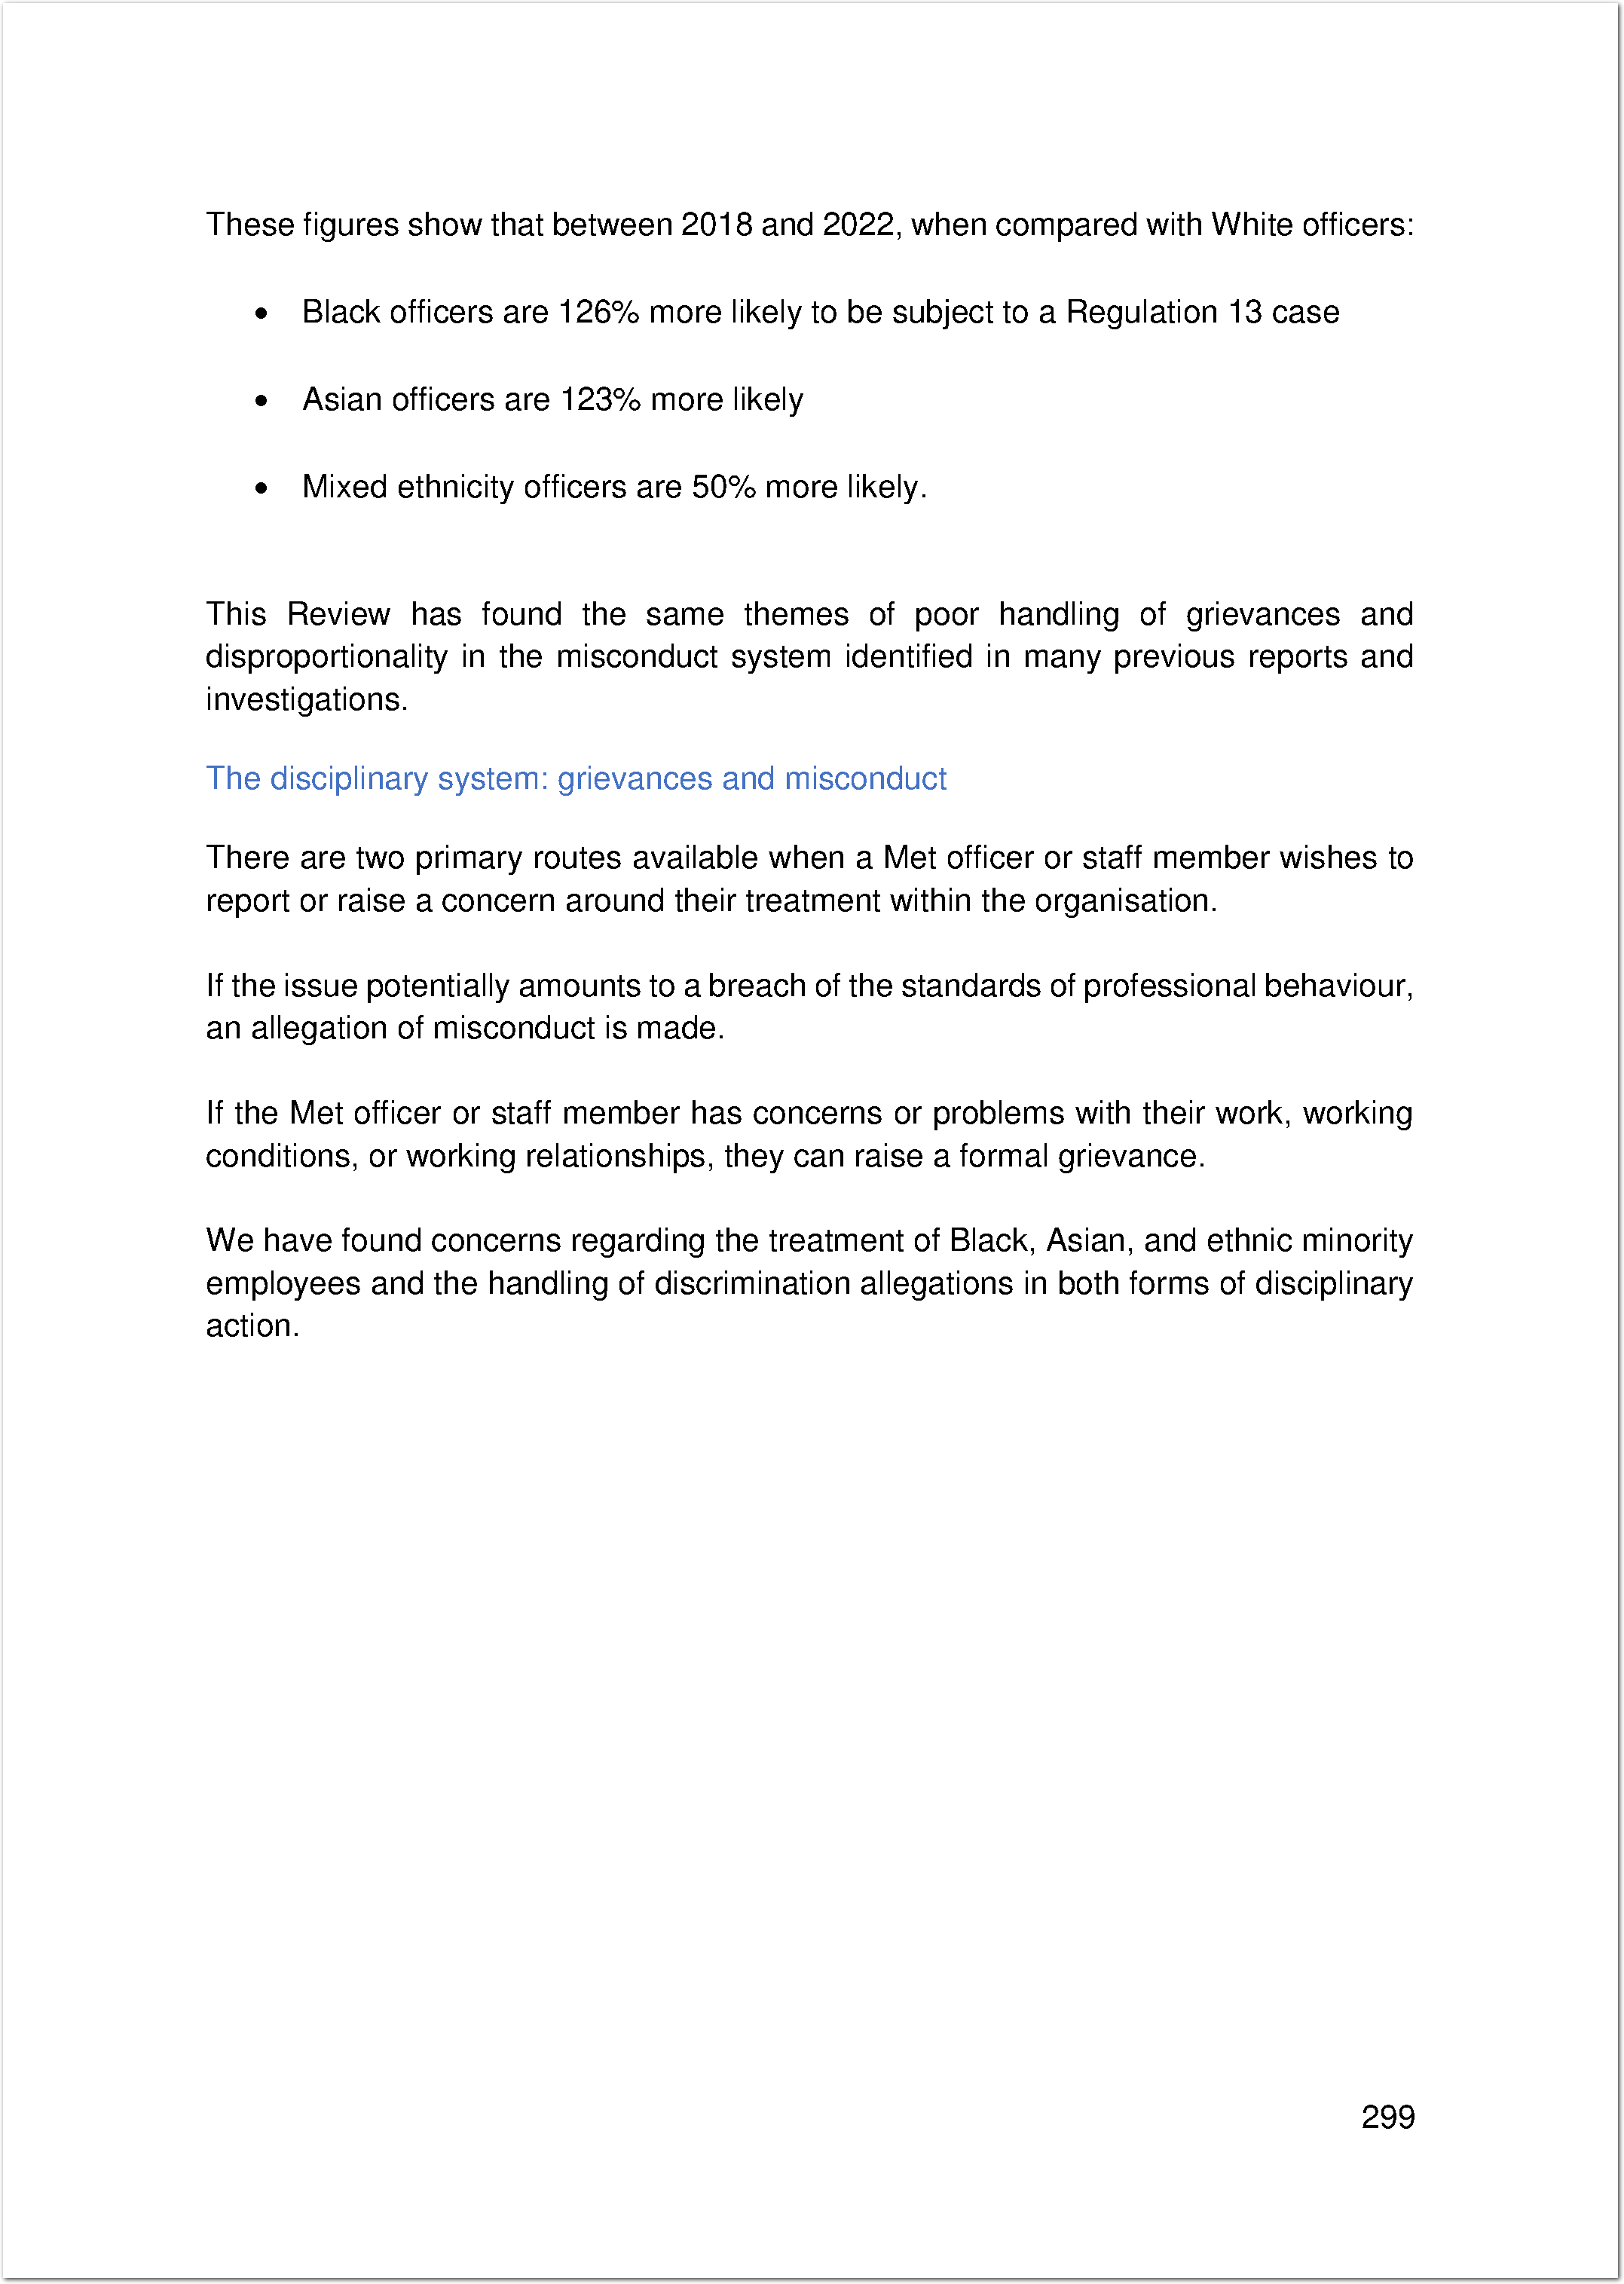 These figures show that between 2018 and 2022, when compared with White officers:
• Black officers are 126% more likely to be subject to a Regulation 13 case
• Asian officers are 123% more likely
• Mixed ethnicity officers are 50% more likely.
This Review has found the same themes of poor handling of grievances and
disproportionality in the misconduct system identified in many previous reports and
investigations.
The disciplinary system: grievances and misconduct
There are two primary routes available when a Met officer or staff member wishes to
report or raise a concern around their treatment within the organisation.
If the issue potentially amounts to a breach of the standards of professional behaviour,
an allegation of misconduct is made.
If the Met officer or staff member has concerns or problems with their work, working
conditions, or working relationships, they can raise a formal grievance.
We have found concerns regarding the treatment of Black, Asian, and ethnic minority
employees and the handling of discrimination allegations in both forms of disciplinary
action.
299